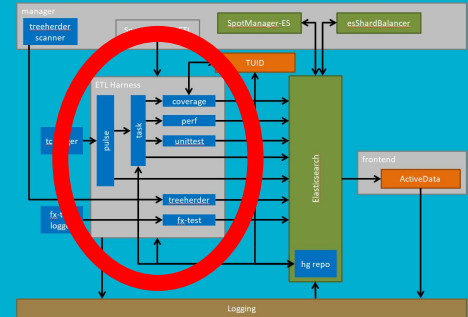 manager
treeherder
scanner
SpotManager-ES
esShardBalancer
TUID
ETL Harness
pulse
task
coverage
perf
unittest
treeherder
fx-test
Elasticsearch
hg repo
frontend
ActiveData
Logging